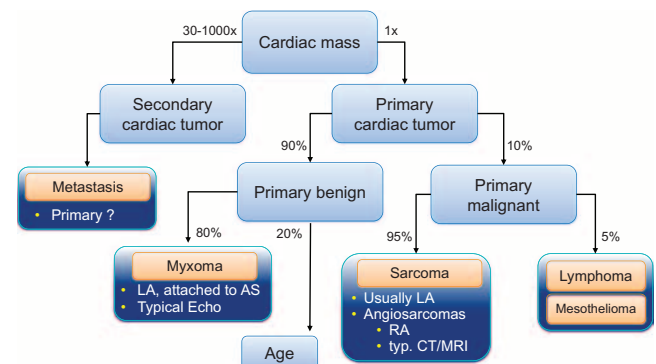 30-1000x
Cardiac mass
1x
Secondary
cardiac tumor
Primary
cardiac tumor
90%
10%
Metastasis
• Primary ?
Primary benign
Primary
malignant
80%
20%
95%
5%
Myxoma
• LA, attached to AS
• Typical Echo
Sarcoma
• Usually LA
• Angiosarcomas
• RA
• typ. CT/MRI
Lymphoma
Mesothelioma
Age